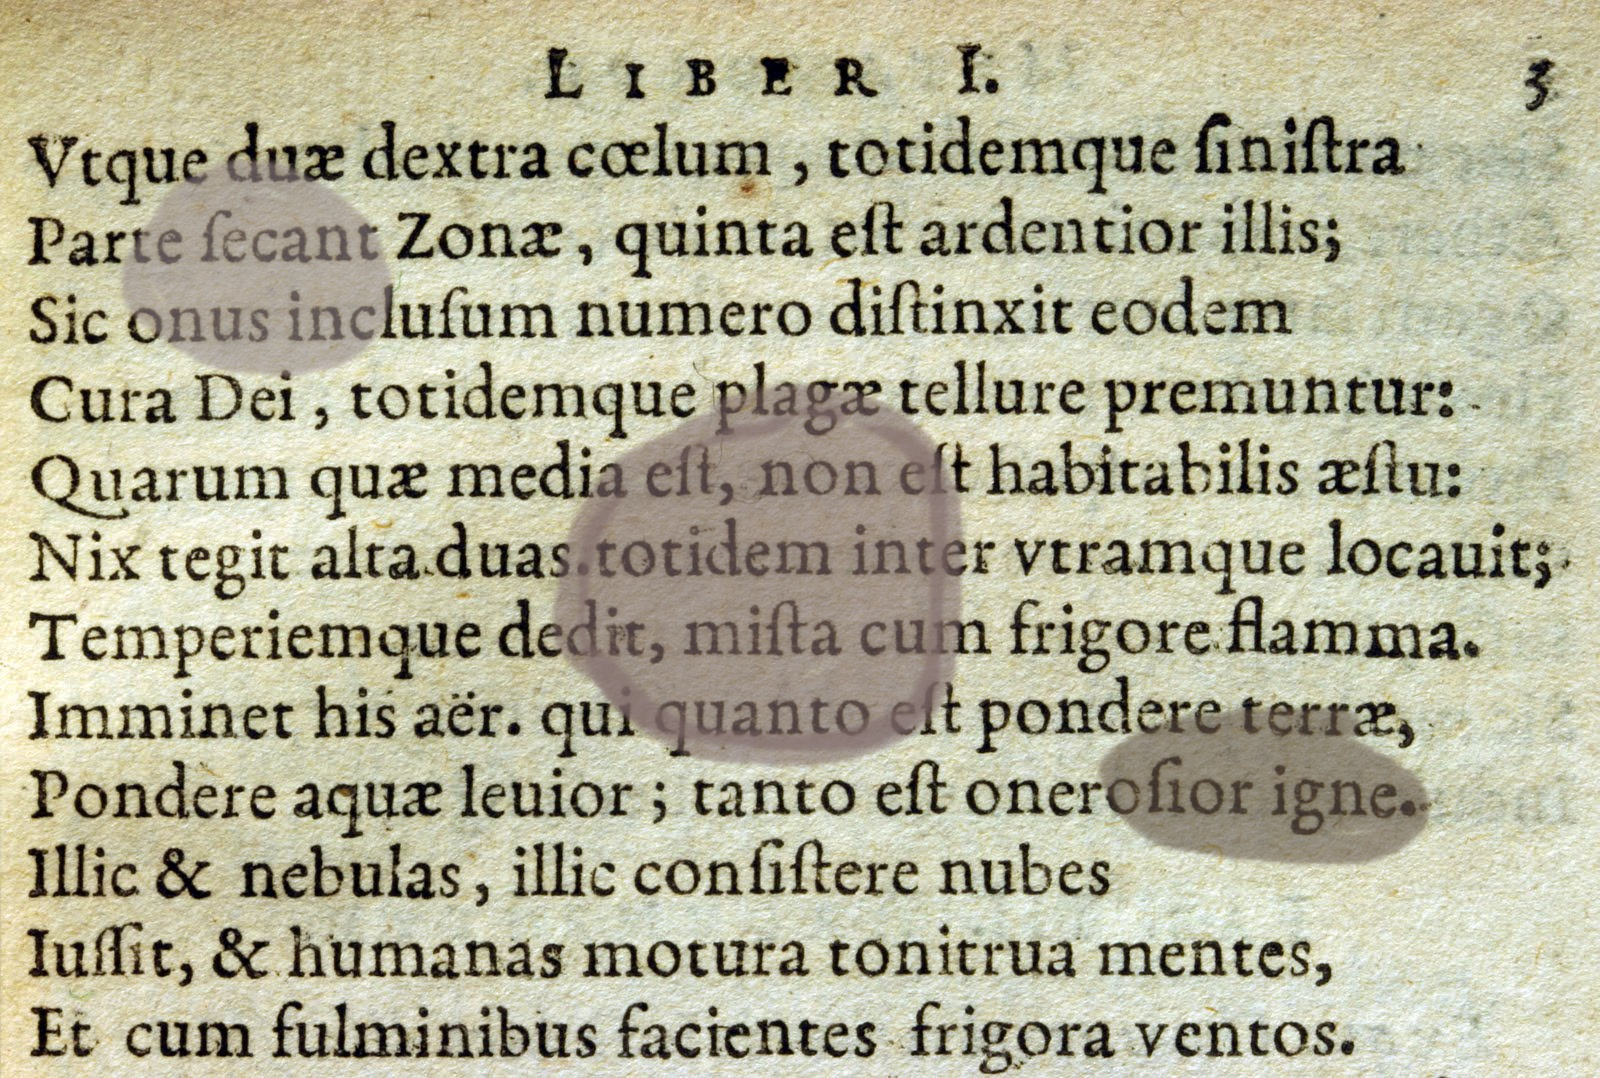 LIBER I. 3
Vtque duæ dextra cœlum, totidemque ſiniſtra
Parte ſecant Zonæ, quinta eſt ardentior illis;
Sic onus incluſum numero diſtinxit eodem
Cura Dei, totidemque plagæ tellure premuntur:
Quarum quæ media eſt, non eſt habitabilis æſtu:
Nix tegit alta duas. totidem inter vtramque locauit;
Temperiemque dedit, miſta cum frigore flamma.
Imminet his aër. qui quanto eſt pondere terræ,
Pondere aquæ leuior; tanto eſt oneroſior igne.
Illic & nebulas, illic conſiſtere nubes
Iuſſit, & humanas motura tonitrua mentes,
Et cum fulminibus facientes frigora ventos.